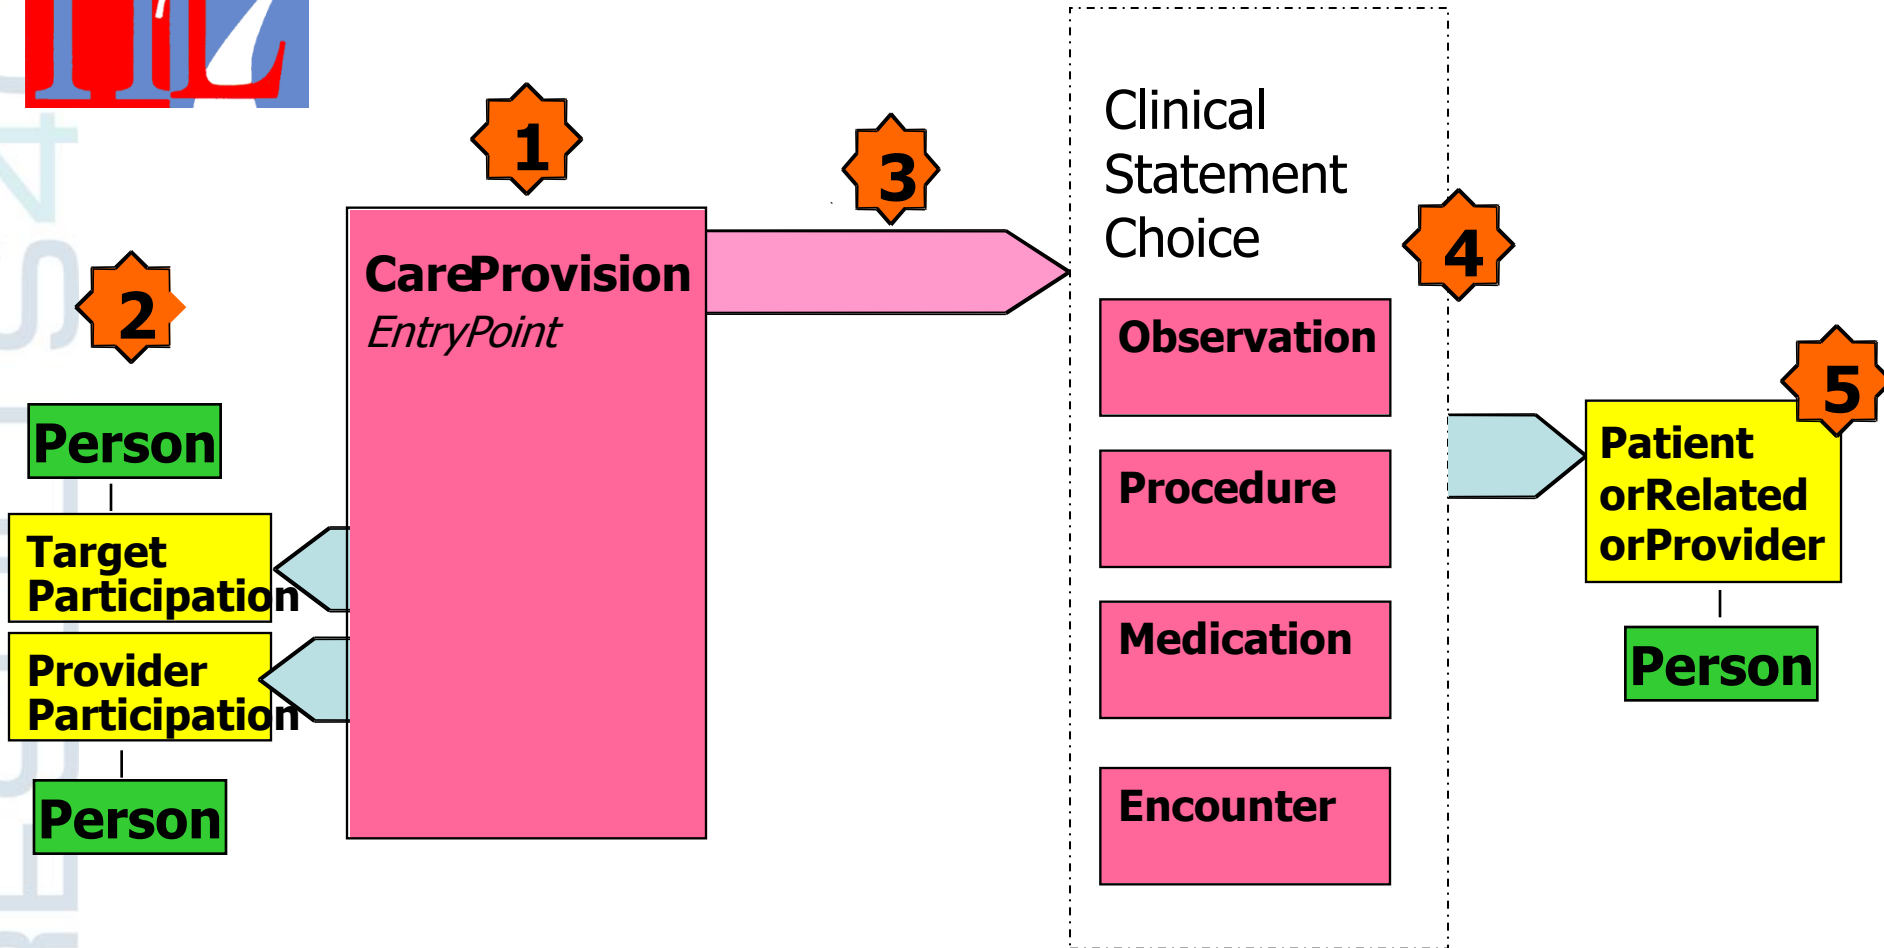 1
3
Clinical
Statement
Choice
4
2
CareProvision
EntryPoint
Observation
5
Person
Patient
orRelated
orProvider
Procedure
Target
Participation
Medication
Person
Provider
Participation
Person
Encounter